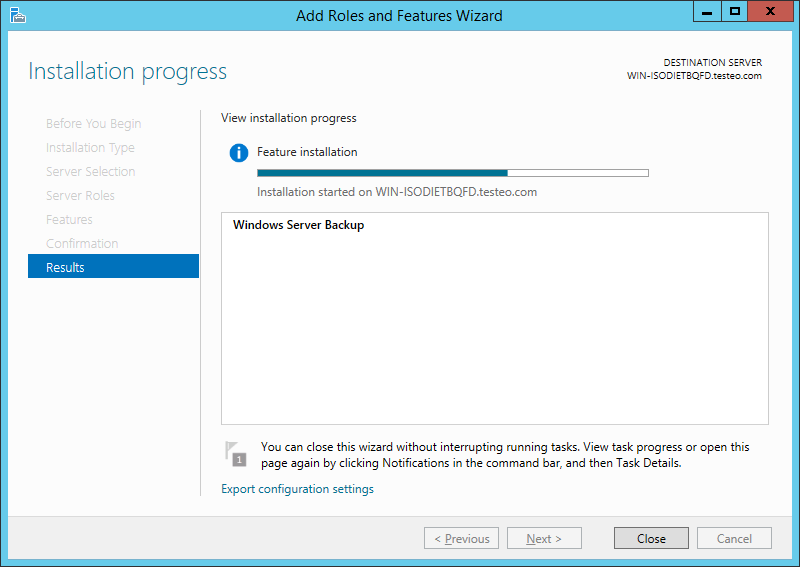 Add Roles and Features Wizard
Installation progress
DESTINATION SERVER
WIN-ISODIETBQFD.testeo.com
Before You Begin
Installation Type
Server Selection
Server Roles
Features
Confirmation
Results
View installation progress
Feature installation
Installation started on WIN-ISODIETBQFD.testeo.com
Windows Server Backup
1
You can close this wizard without interrupting running tasks. View task progress or open this
page again by clicking Notifications in the command bar, and then Task Details.
Export configuration settings
< Previous
Next >
Close
Cancel